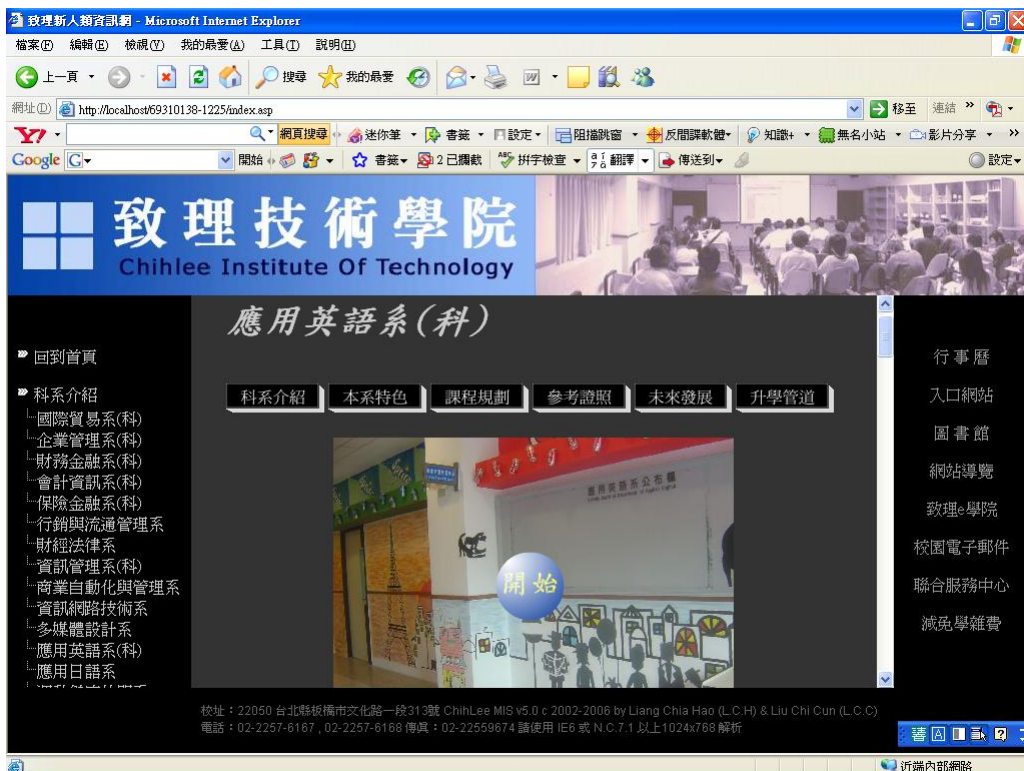 致理新人類資訊網 - Microsoft Internet Explorer
檔案(F) 編輯(E) 檢視(V) 我的最愛(A) 工具(T) 說明(H)
上一頁 搜尋 我的最愛
網址(D) http://localhost/69310138-1225/index.asp 移至 連結 »
Y7 網頁搜尋 迷你筆 書籤 設定 阻擋跳窗 反間諜軟體 知識+ 無名小站 影片分享 »
Google G 開始 書籤 2 已攔截 拼字檢查 翻譯 傳送到 設定
致理技術學院
Chihlee Institute Of Technology
應用英語系(科)
科系介紹 本系特色 課程規劃 參考證照 未來發展 升學管道
應用英語系公布欄
開始
回到首頁
科系介紹
國際貿易系(科)
企業管理系(科)
財務金融系(科)
會計資訊系(科)
保險金融系(科)
行銷與流通管理系
財經法律系
資訊管理系(科)
商業自動化與管理系
資訊網路技術系
多媒體設計系
應用英語系(科)
應用日語系
行 事 曆
入口網站
圖 書 館
網站導覽
致理e學院
校園電子郵件
聯合服務中心
減免學雜費
校址：22050 台北縣板橋市文化路一段313號 ChihLee MIS v5.0 c 2002-2006 by Liang Chia Hao (L.C.H) & Liu Chi Cun (L.C.C)
電話：02-2257-6167 , 02-2257-6168 傳真：02-22559674 請使用 IE6 或 N.C.7.1 以上1024x768 解析
近端內部網路